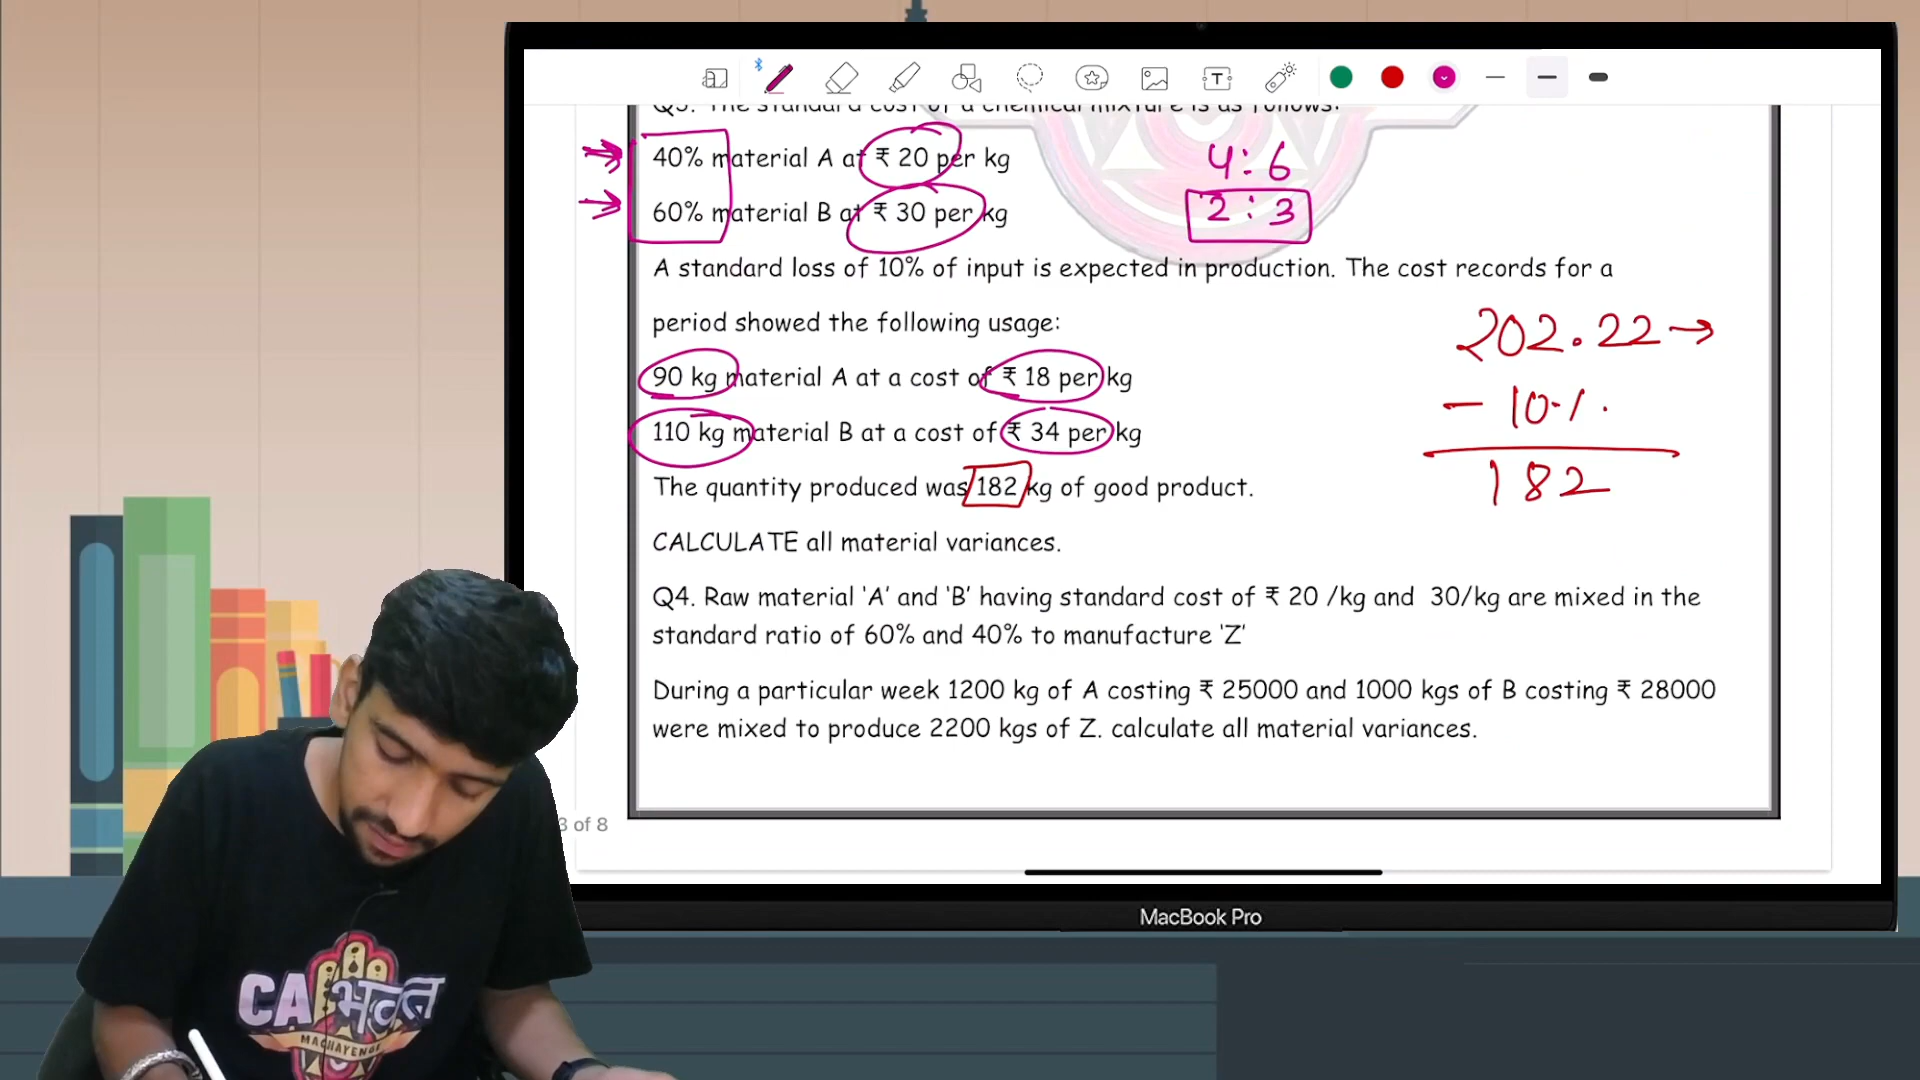 Q3. The standard cost of a chemical mixture is as follows:
40% material A at ₹ 20 per kg
4 : 6
60% material B at ₹ 30 per kg
2 : 3
A standard loss of 10% of input is expected in production. The cost records for a
period showed the following usage:
202.22 →
90 kg material A at a cost of ₹ 18 per kg
- 10%.
110 kg material B at a cost of ₹ 34 per kg
The quantity produced was 182 kg of good product.
182
CALCULATE all material variances.
Q4. Raw material 'A' and 'B' having standard cost of ₹ 20 /kg and 30/kg are mixed in the
standard ratio of 60% and 40% to manufacture 'Z'
During a particular week 1200 kg of A costing ₹ 25000 and 1000 kgs of B costing ₹ 28000
were mixed to produce 2200 kgs of Z. calculate all material variances.
3 of 8
MacBook Pro
CA भक्त
MACHAYENGE